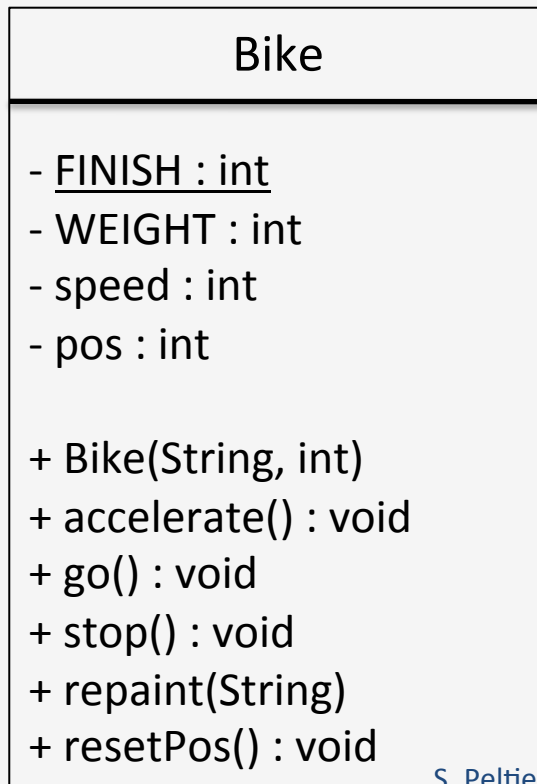 Bike
- FINISH : int
- WEIGHT : int
- speed : int
- pos : int
+ Bike(String, int)
+ accelerate() : void
+ go() : void
+ stop() : void
+ repaint(String)
+ resetPos() : void
S. Peltie